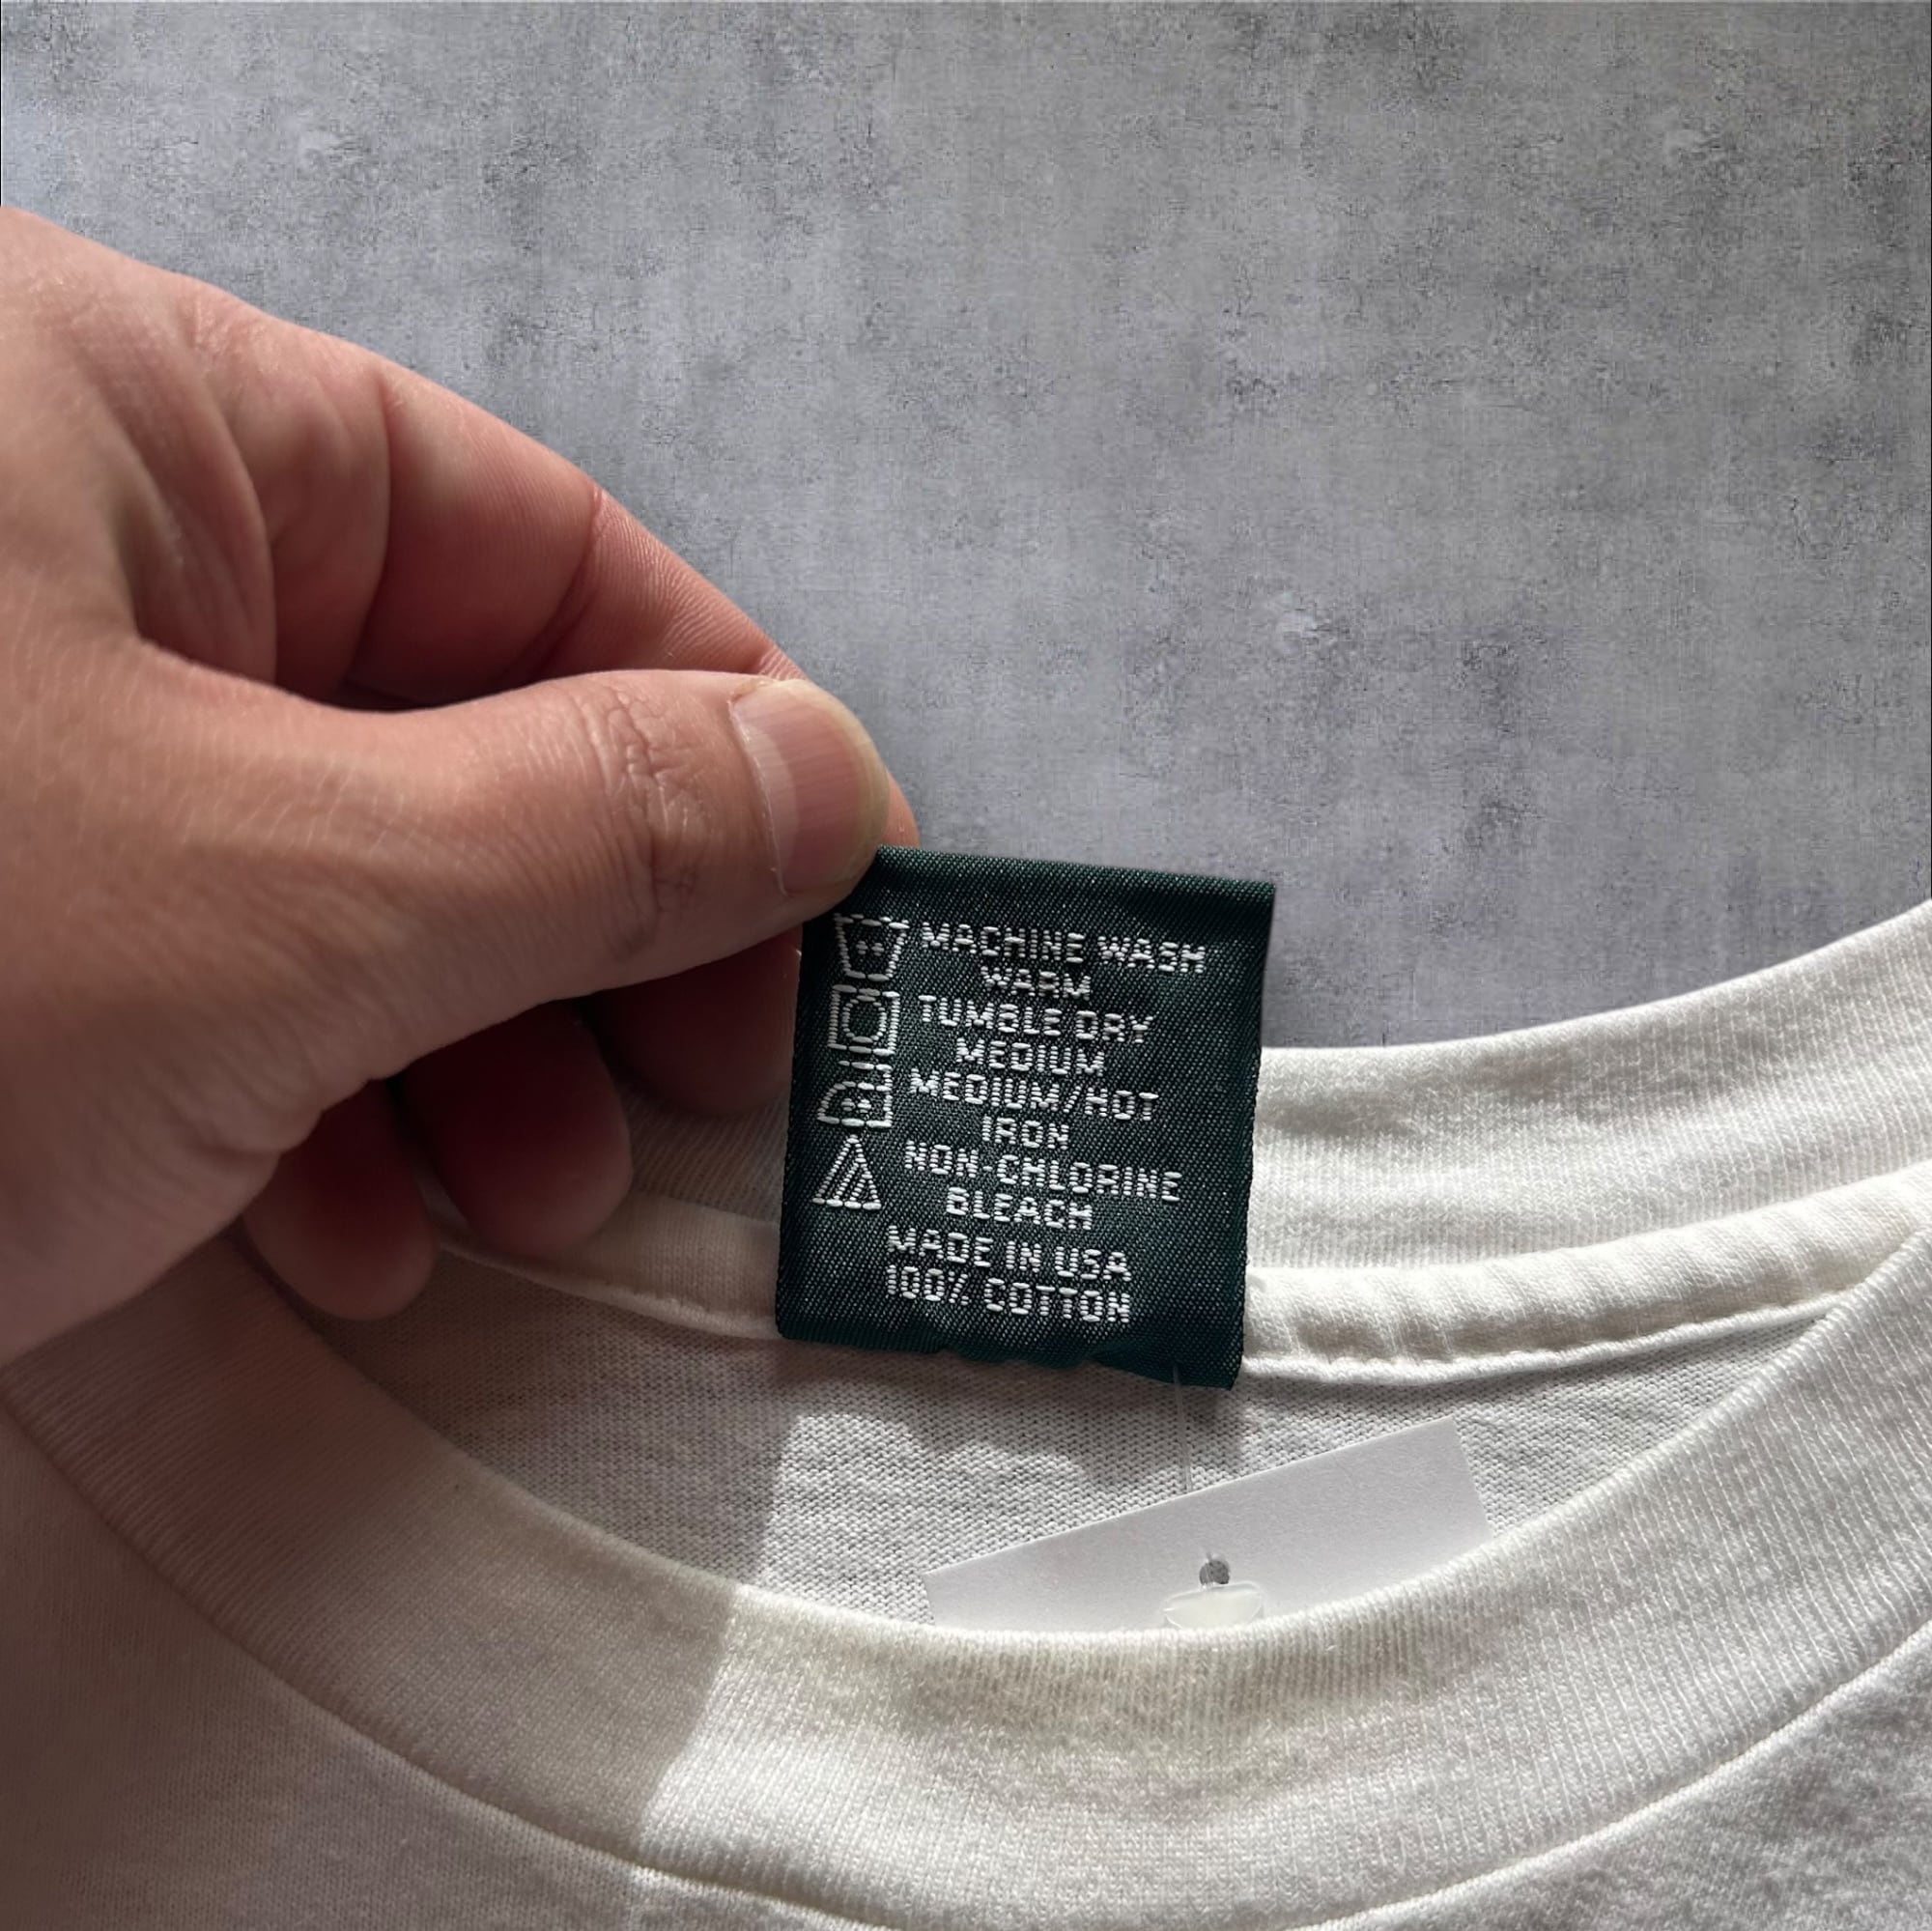 MACHINE WASH
WARM
TUMBLE DRY
MEDIUM
MEDIUM/HOT
IRON
NON-CHLORINE
BLEACH
MADE IN USA
100% COTTON